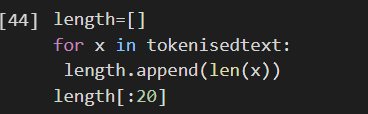 [44] length=[]
for x in tokenisedtext:
 length.append(len(x))
length[:20]